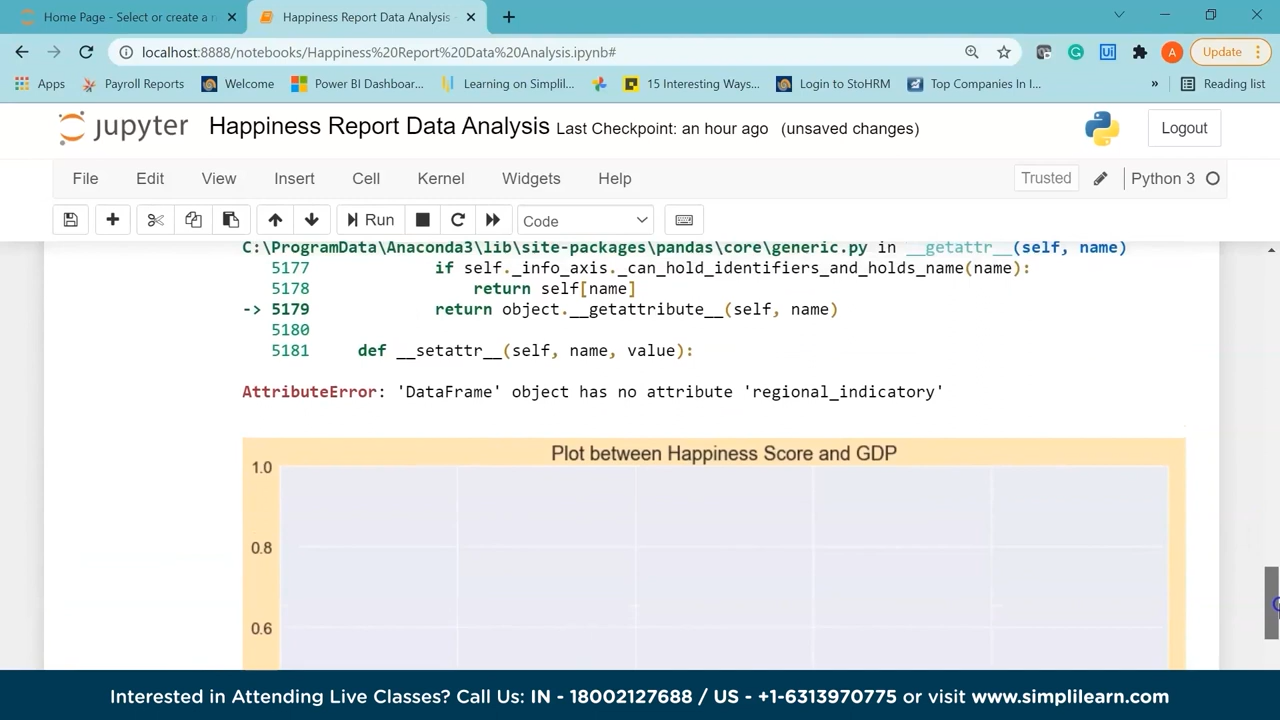 Home Page - Select or create a n
Happiness Report Data Analysis
localhost:8888/notebooks/Happiness%20Report%20Data%20Analysis.ipynb#
A
Update
Apps
Payroll Reports
Welcome
Power BI Dashboar...
Learning on Simplil...
15 Interesting Ways...
Login to StoHRM
Top Companies In I...
»
Reading list
jupyter
Happiness Report Data Analysis Last Checkpoint: an hour ago (unsaved changes)
Logout
File Edit View Insert Cell Kernel Widgets Help
Trusted
Python 3
Run
Code
C:\ProgramData\Anaconda3\lib\site-packages\pandas\core\generic.py in __getattr__(self, name)
5177 if self._info_axis._can_hold_identifiers_and_holds_name(name):
5178 return self[name]
-> 5179 return object.__getattribute__(self, name)
5180
5181 def __setattr__(self, name, value):
AttributeError: 'DataFrame' object has no attribute 'regional_indicatory'
Plot between Happiness Score and GDP
1.0
0.8
0.6
Interested in Attending Live Classes? Call Us: IN - 18002127688 / US - +1-6313970775 or visit www.simplilearn.com